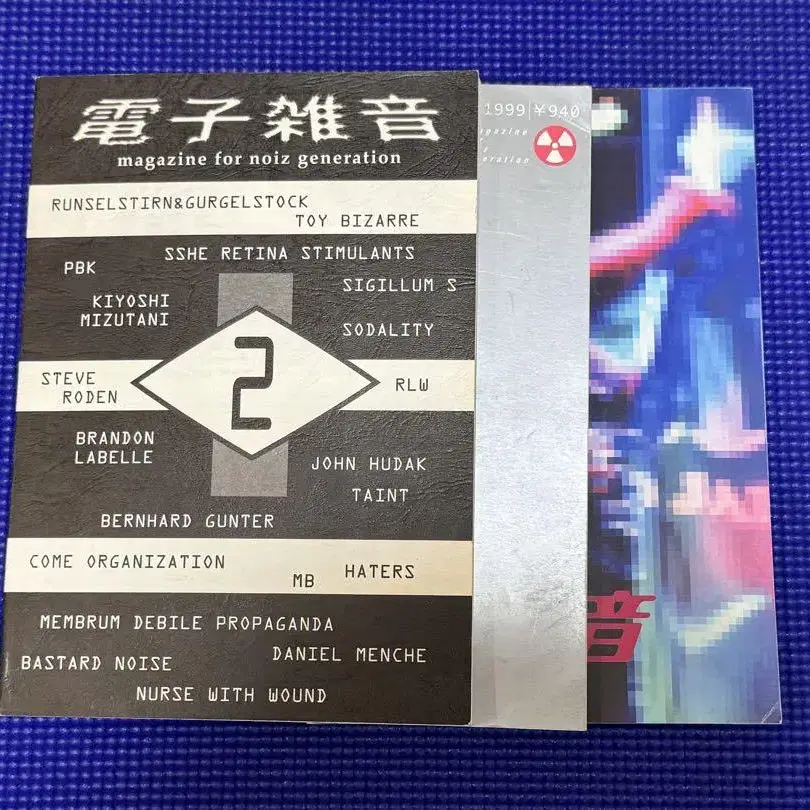 電子雑音
magazine for noiz generation
RUNSELSTIRN&GURGELSTOCK
TOY BIZARRE
SSHE RETINA STIMULANTS
PBK
SIGILLUM S
KIYOSHI
MIZUTANI
SODALITY
2
STEVE
RODEN
RLW
BRANDON
LABELLE
JOHN HUDAK
TAINT
BERNHARD GUNTER
COME ORGANIZATION
MB
HATERS
MEMBRUM DEBILE PROPAGANDA
DANIEL MENCHE
BASTARD NOISE
NURSE WITH WOUND
1999|¥940
音